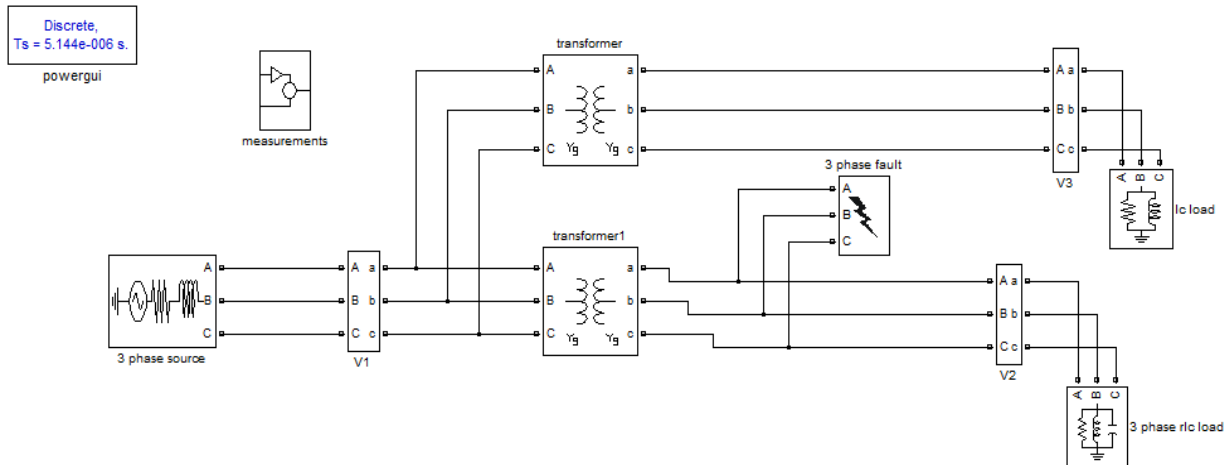 Discrete,
Ts = 5.144e-006 s.
powergui
measurements
transformer
A
B
C
a
b
c
Yg Yg
A a
B b
C c
V3
A B C
lc load
3 phase fault
A
B
C
3 phase source
A
B
C
A a
B b
C c
V1
transformer1
A
B
C
a
b
c
Yg Yg
A a
B b
C c
V2
A B C
3 phase rlc load